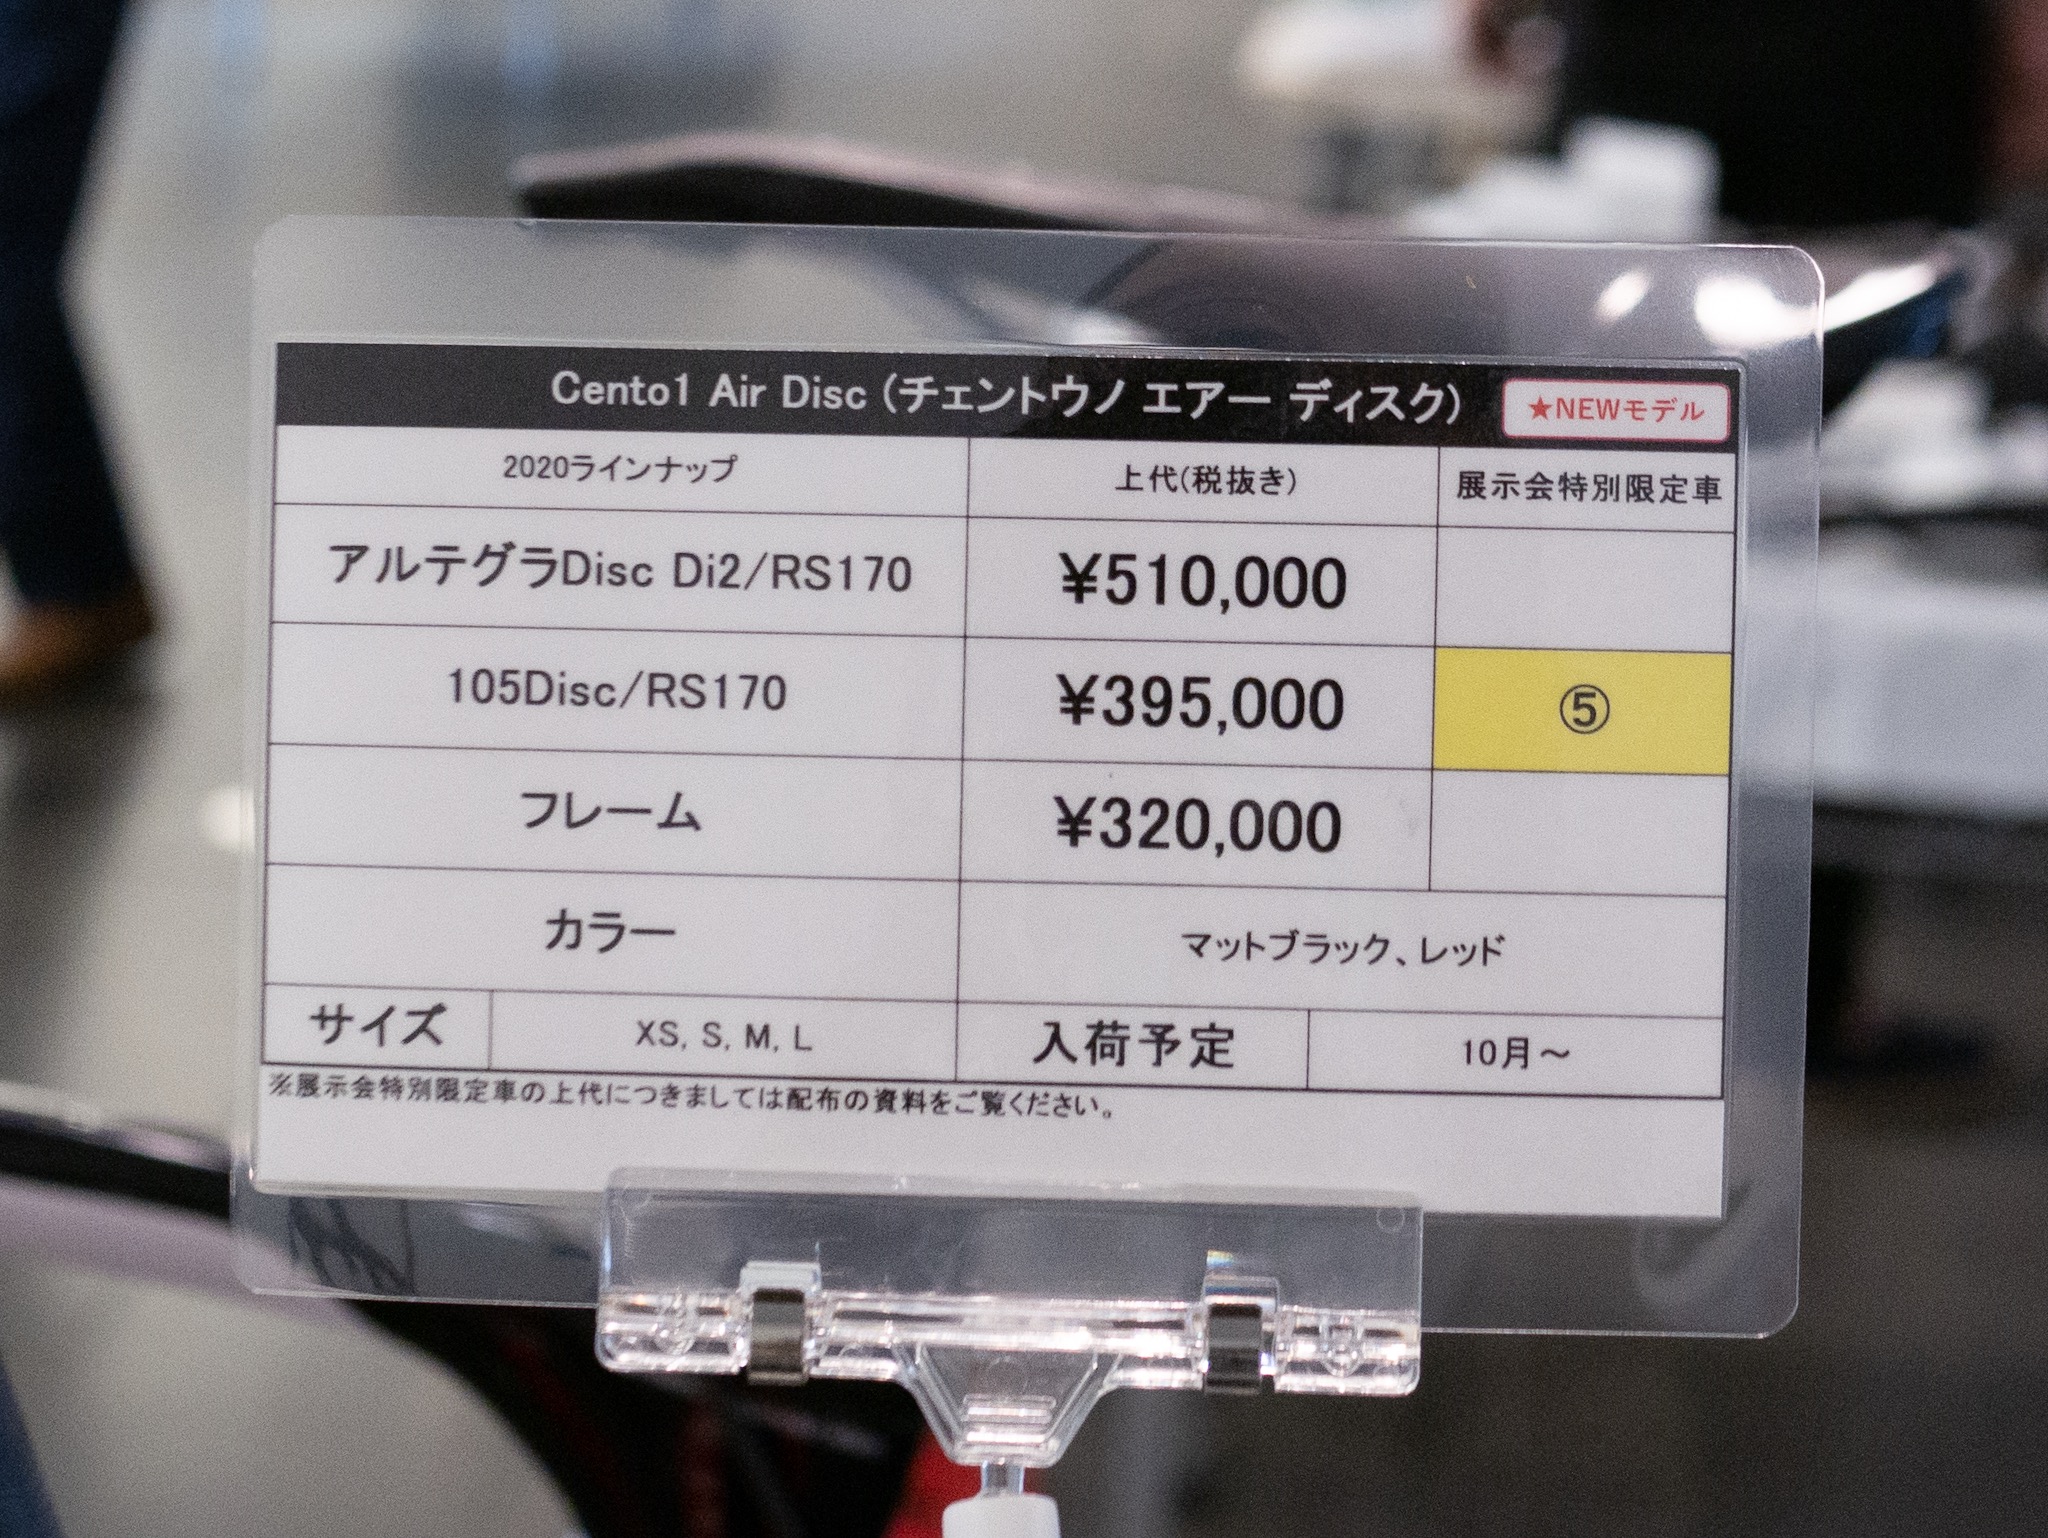 Cento1 Air Disc (チェントウノ エアー ディスク) ★NEWモデル
2020ラインナップ 上代(税抜き) 展示会特別限定車
アルテグラDisc Di2/RS170 ¥510,000
105Disc/RS170 ¥395,000 ⑤
フレーム ¥320,000
カラー マットブラック、レッド
サイズ XS, S, M, L 入荷予定 10月～
※展示会特別限定車の上代につきましては配布の資料をご覧ください。